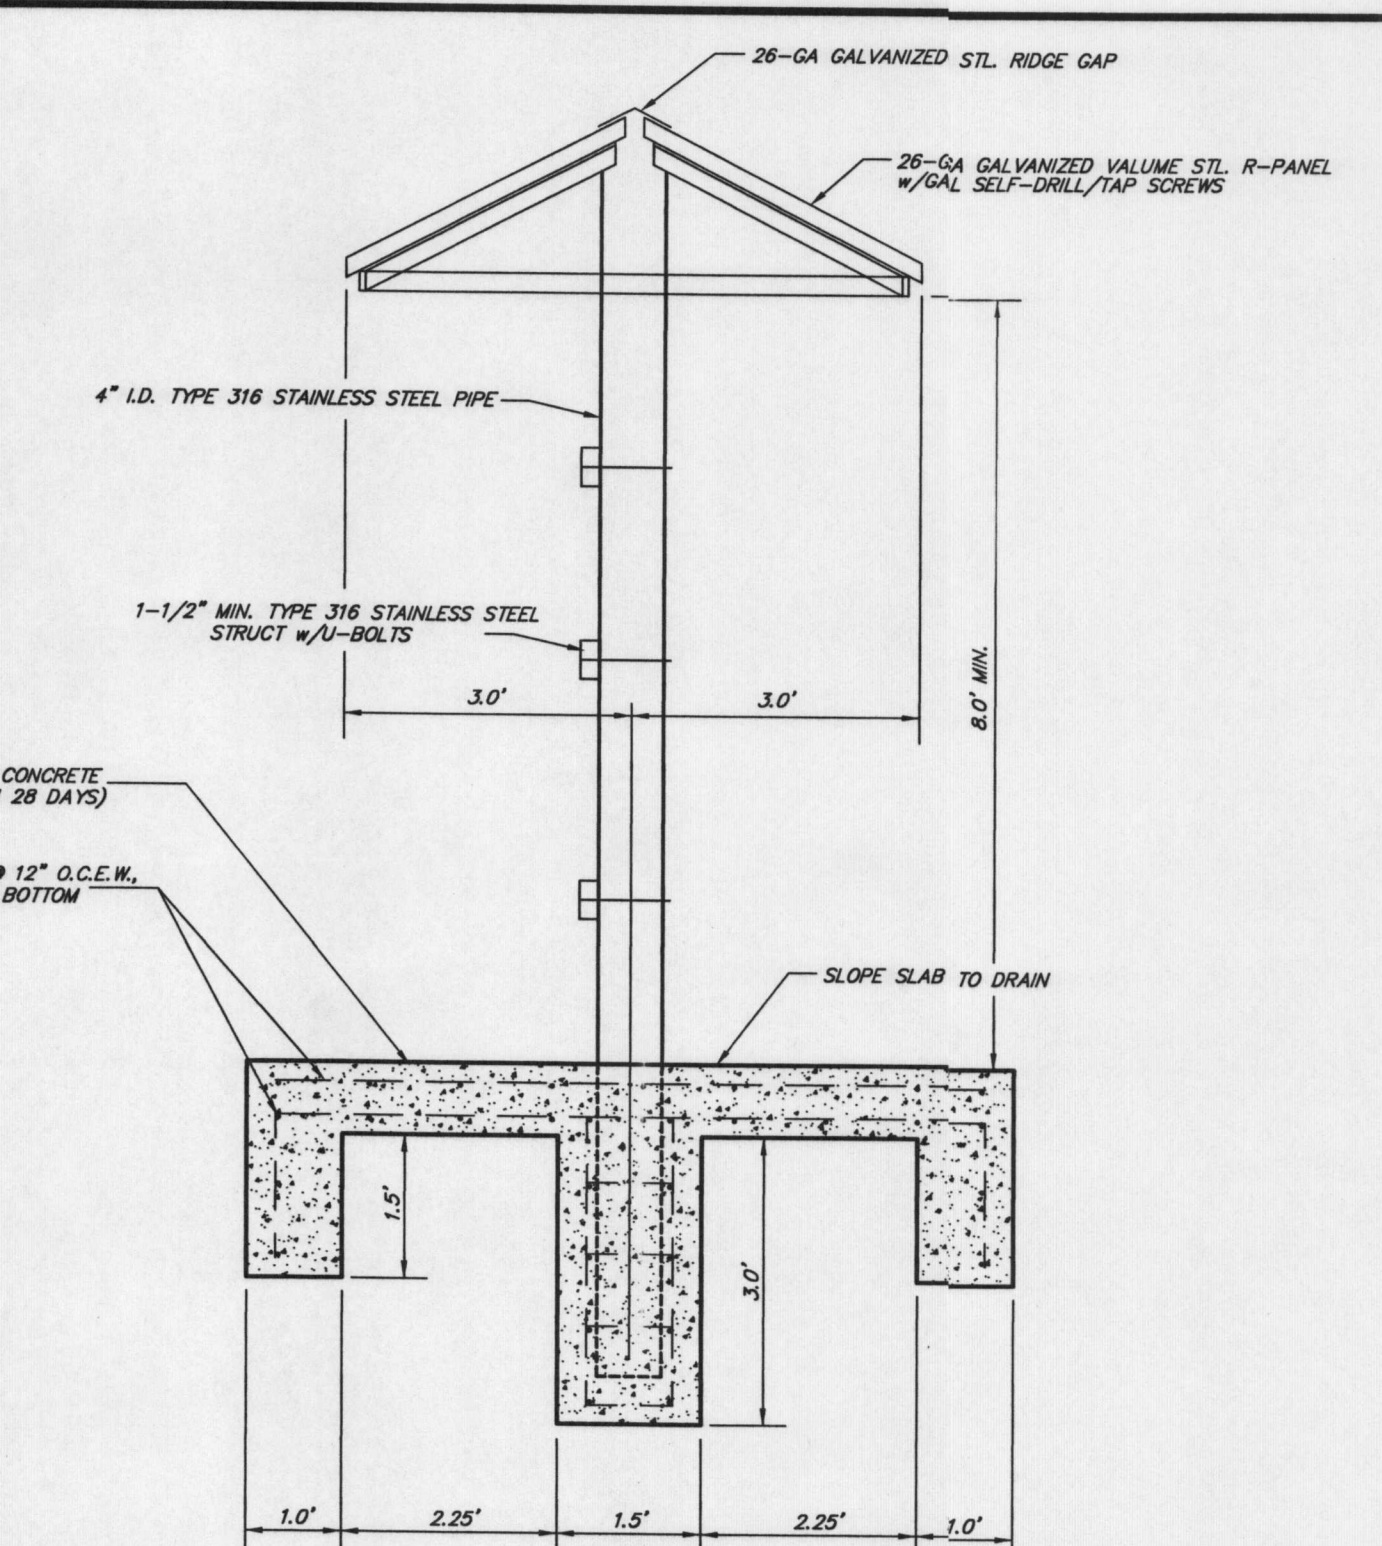 26-GA GALVANIZED STL. RIDGE GAP
26-GA GALVANIZED VALUME STL. R-PANEL
w/GAL SELF-DRILL/TAP SCREWS
4" I.D. TYPE 316 STAINLESS STEEL PIPE
1-1/2" MIN. TYPE 316 STAINLESS STEEL
STRUCT w/U-BOLTS
8.0' MIN.
3.0'
3.0'
CONCRETE
28 DAYS)
12" O.C.E.W.,
BOTTOM
SLOPE SLAB TO DRAIN
1.5'
3.0'
1.0'
2.25'
1.5'
2.25'
1.0'